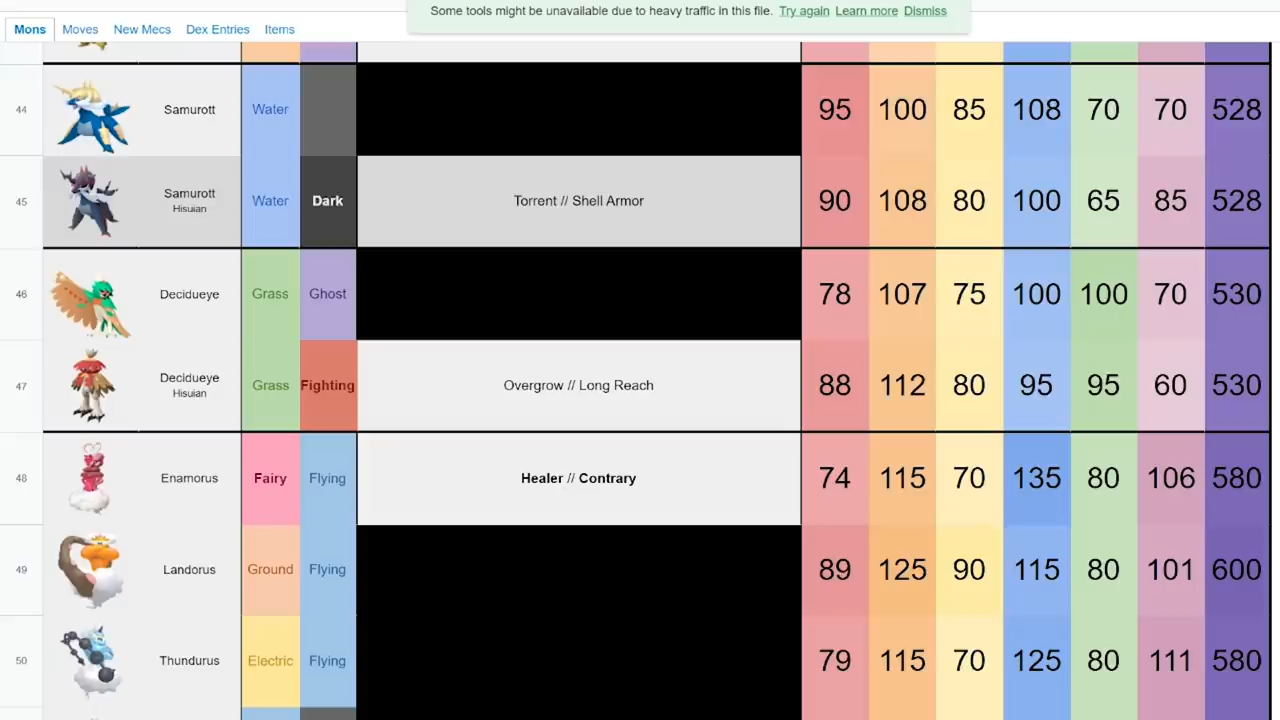 Some tools might be unavailable due to heavy traffic in this file. Try again Learn more Dismiss
Mons Moves New Mecs Dex Entries Items
44 Samurott Water 95 100 85 108 70 70 528
45 Samurott Hisuian Water Dark Torrent // Shell Armor 90 108 80 100 65 85 528
46 Decidueye Grass Ghost 78 107 75 100 100 70 530
47 Decidueye Hisuian Grass Fighting Overgrow // Long Reach 88 112 80 95 95 60 530
48 Enamorus Fairy Flying Healer // Contrary 74 115 70 135 80 106 580
49 Landorus Ground Flying 89 125 90 115 80 101 600
50 Thundurus Electric Flying 79 115 70 125 80 111 580